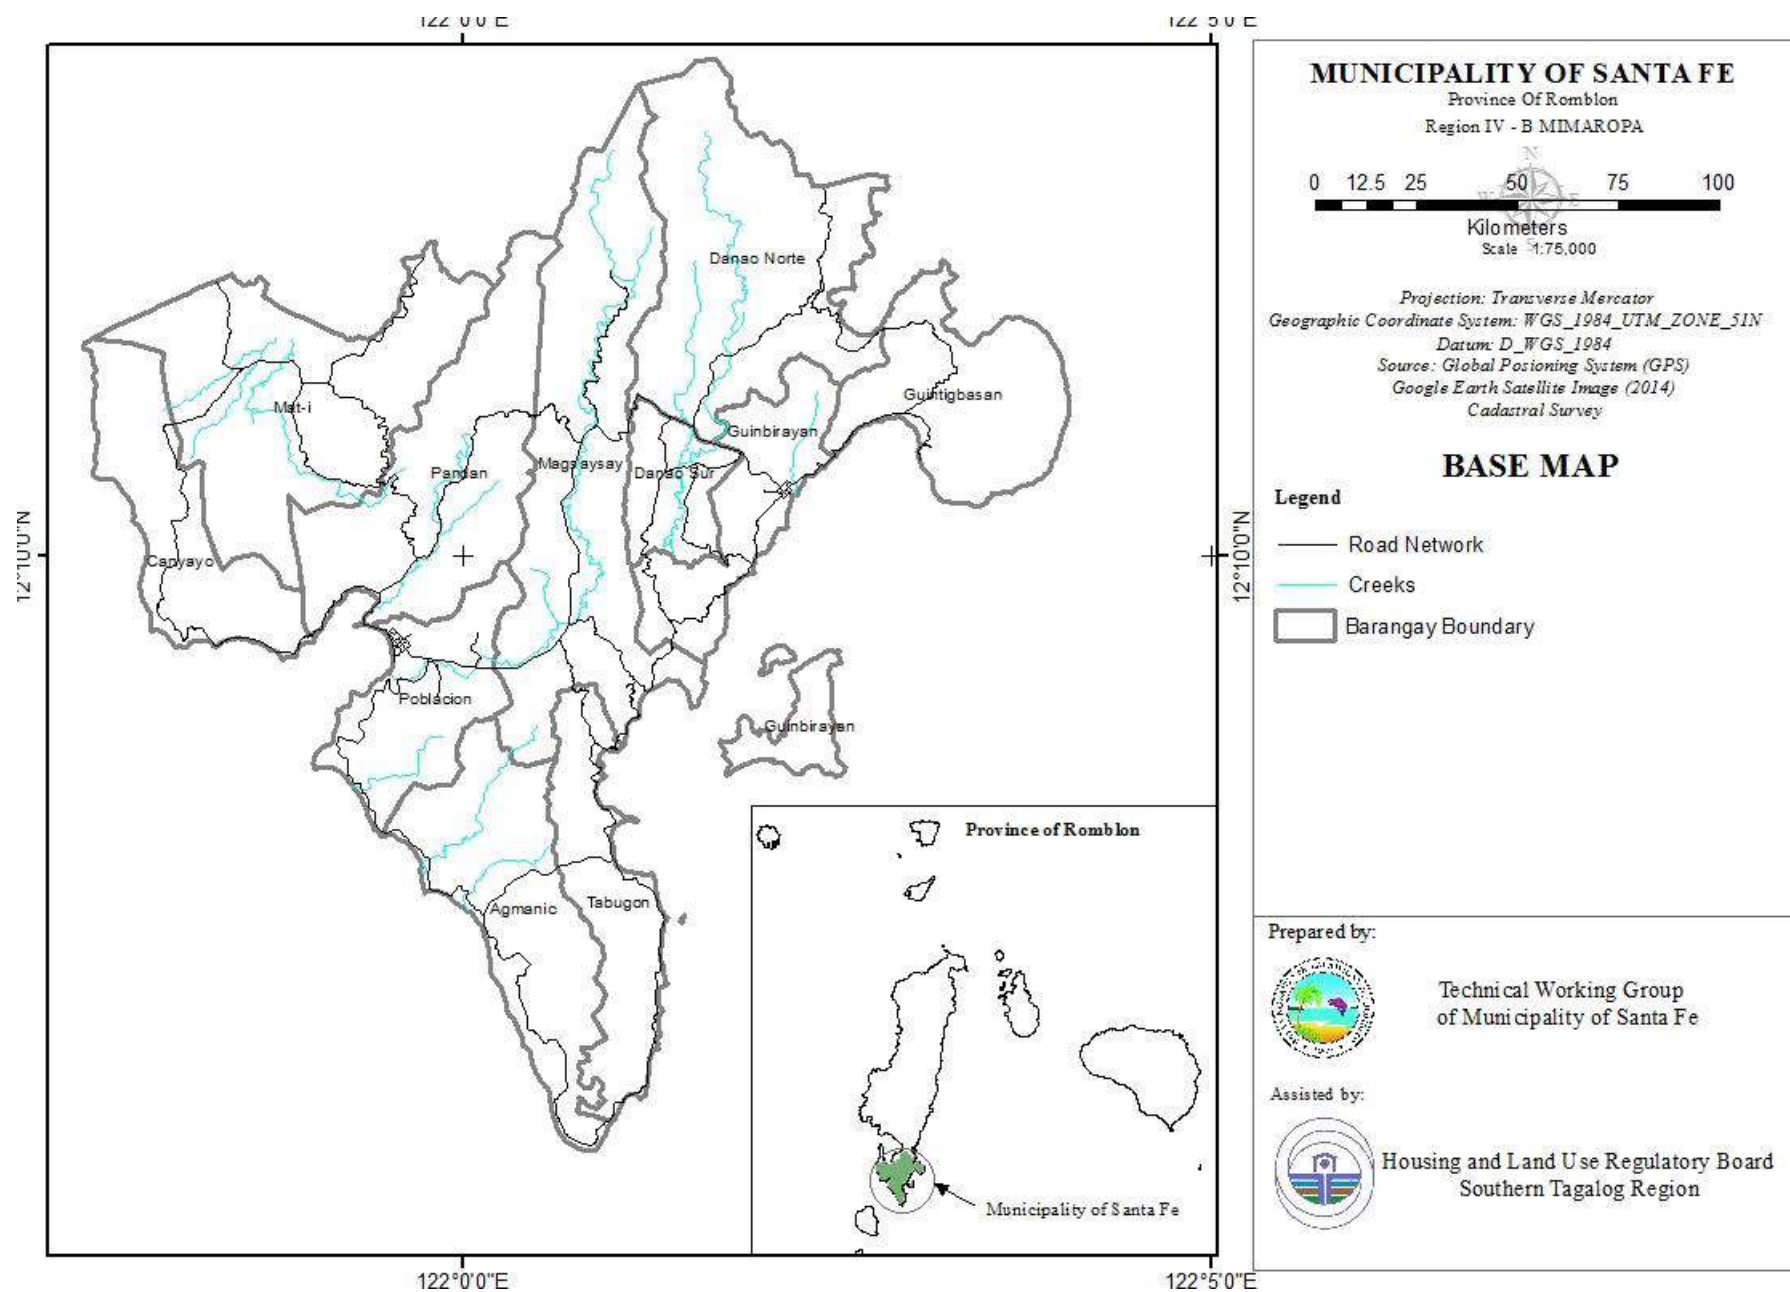 122°0'0"E
122°5'0"E
MUNICIPALITY OF SANTA FE
Province Of Romblon
Region IV - B MIMAROPA
N
W
E
S
0 12.5 25 50 75 100
Kilometers
Scale 1:75,000
Projection: Transverse Mercator
Geographic Coordinate System: WGS_1984_UTM_ZONE_51N
Datum: D_WGS_1984
Source: Global Posioning System (GPS)
Google Earth Satellite Image (2014)
Cadastral Survey
BASE MAP
Legend
Road Network
Creeks
Barangay Boundary
Danao Norte
Guintigbasan
Mat-i
Guinbirayan
Pandan
Magsaysay
Danao Sur
Canyayo
12°10'0"N
12°10'0"N
Poblacion
Guinbirayan
Agmanic
Tabugon
Province of Romblon
Municipality of Santa Fe
Prepared by:
Technical Working Group
of Municipality of Santa Fe
Assisted by:
Housing and Land Use Regulatory Board
Southern Tagalog Region
122°0'0"E
122°5'0"E